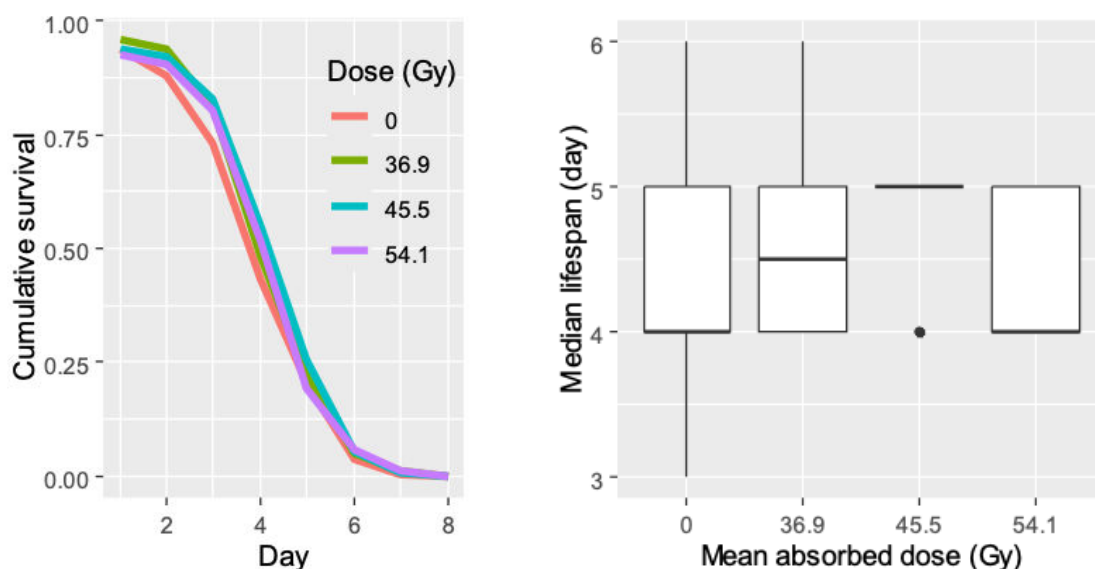 Cumulative survival
1.00
0.75
0.50
0.25
0.00
Dose (Gy)
0
36.9
45.5
54.1
2 4 6 8
Day
Median lifespan (day)
6
5
4
3
0 36.9 45.5 54.1
Mean absorbed dose (Gy)